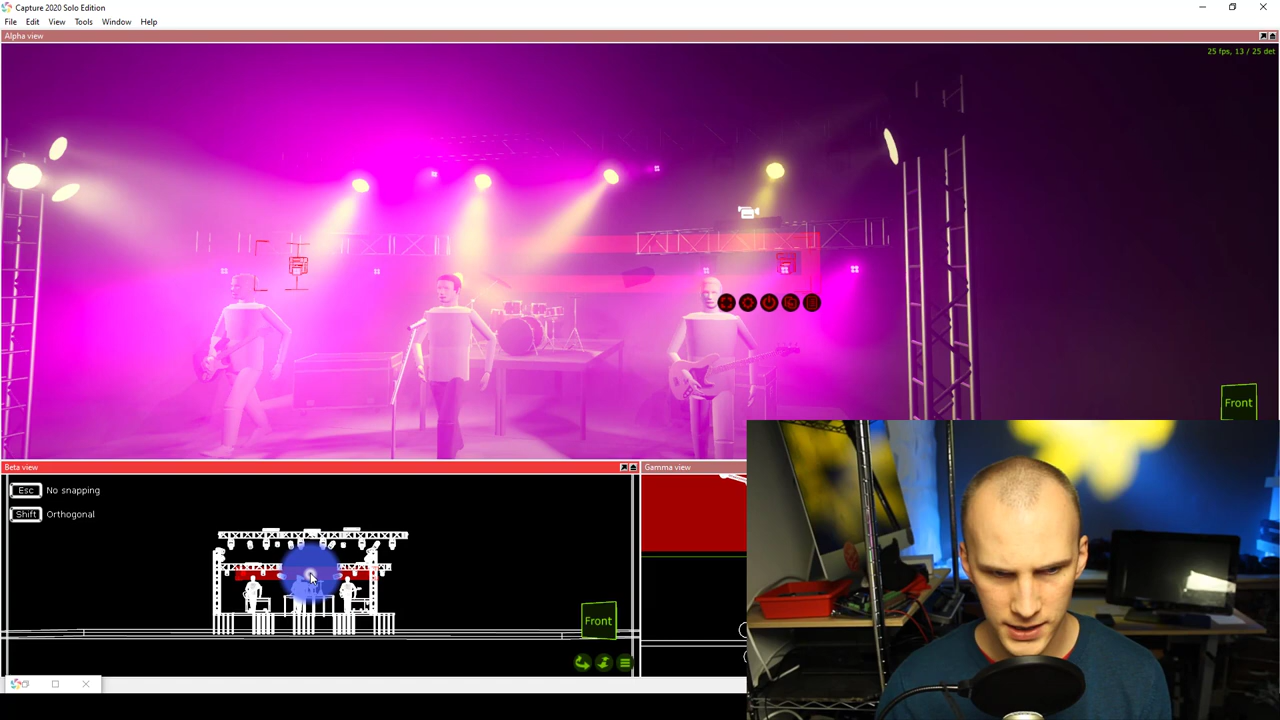 Capture 2020 Solo Edition
File Edit View Tools Window Help
Alpha view
25 fps, 13 / 25 det
Front
Beta view
Gamma view
Esc No snapping
Shift Orthogonal
Front